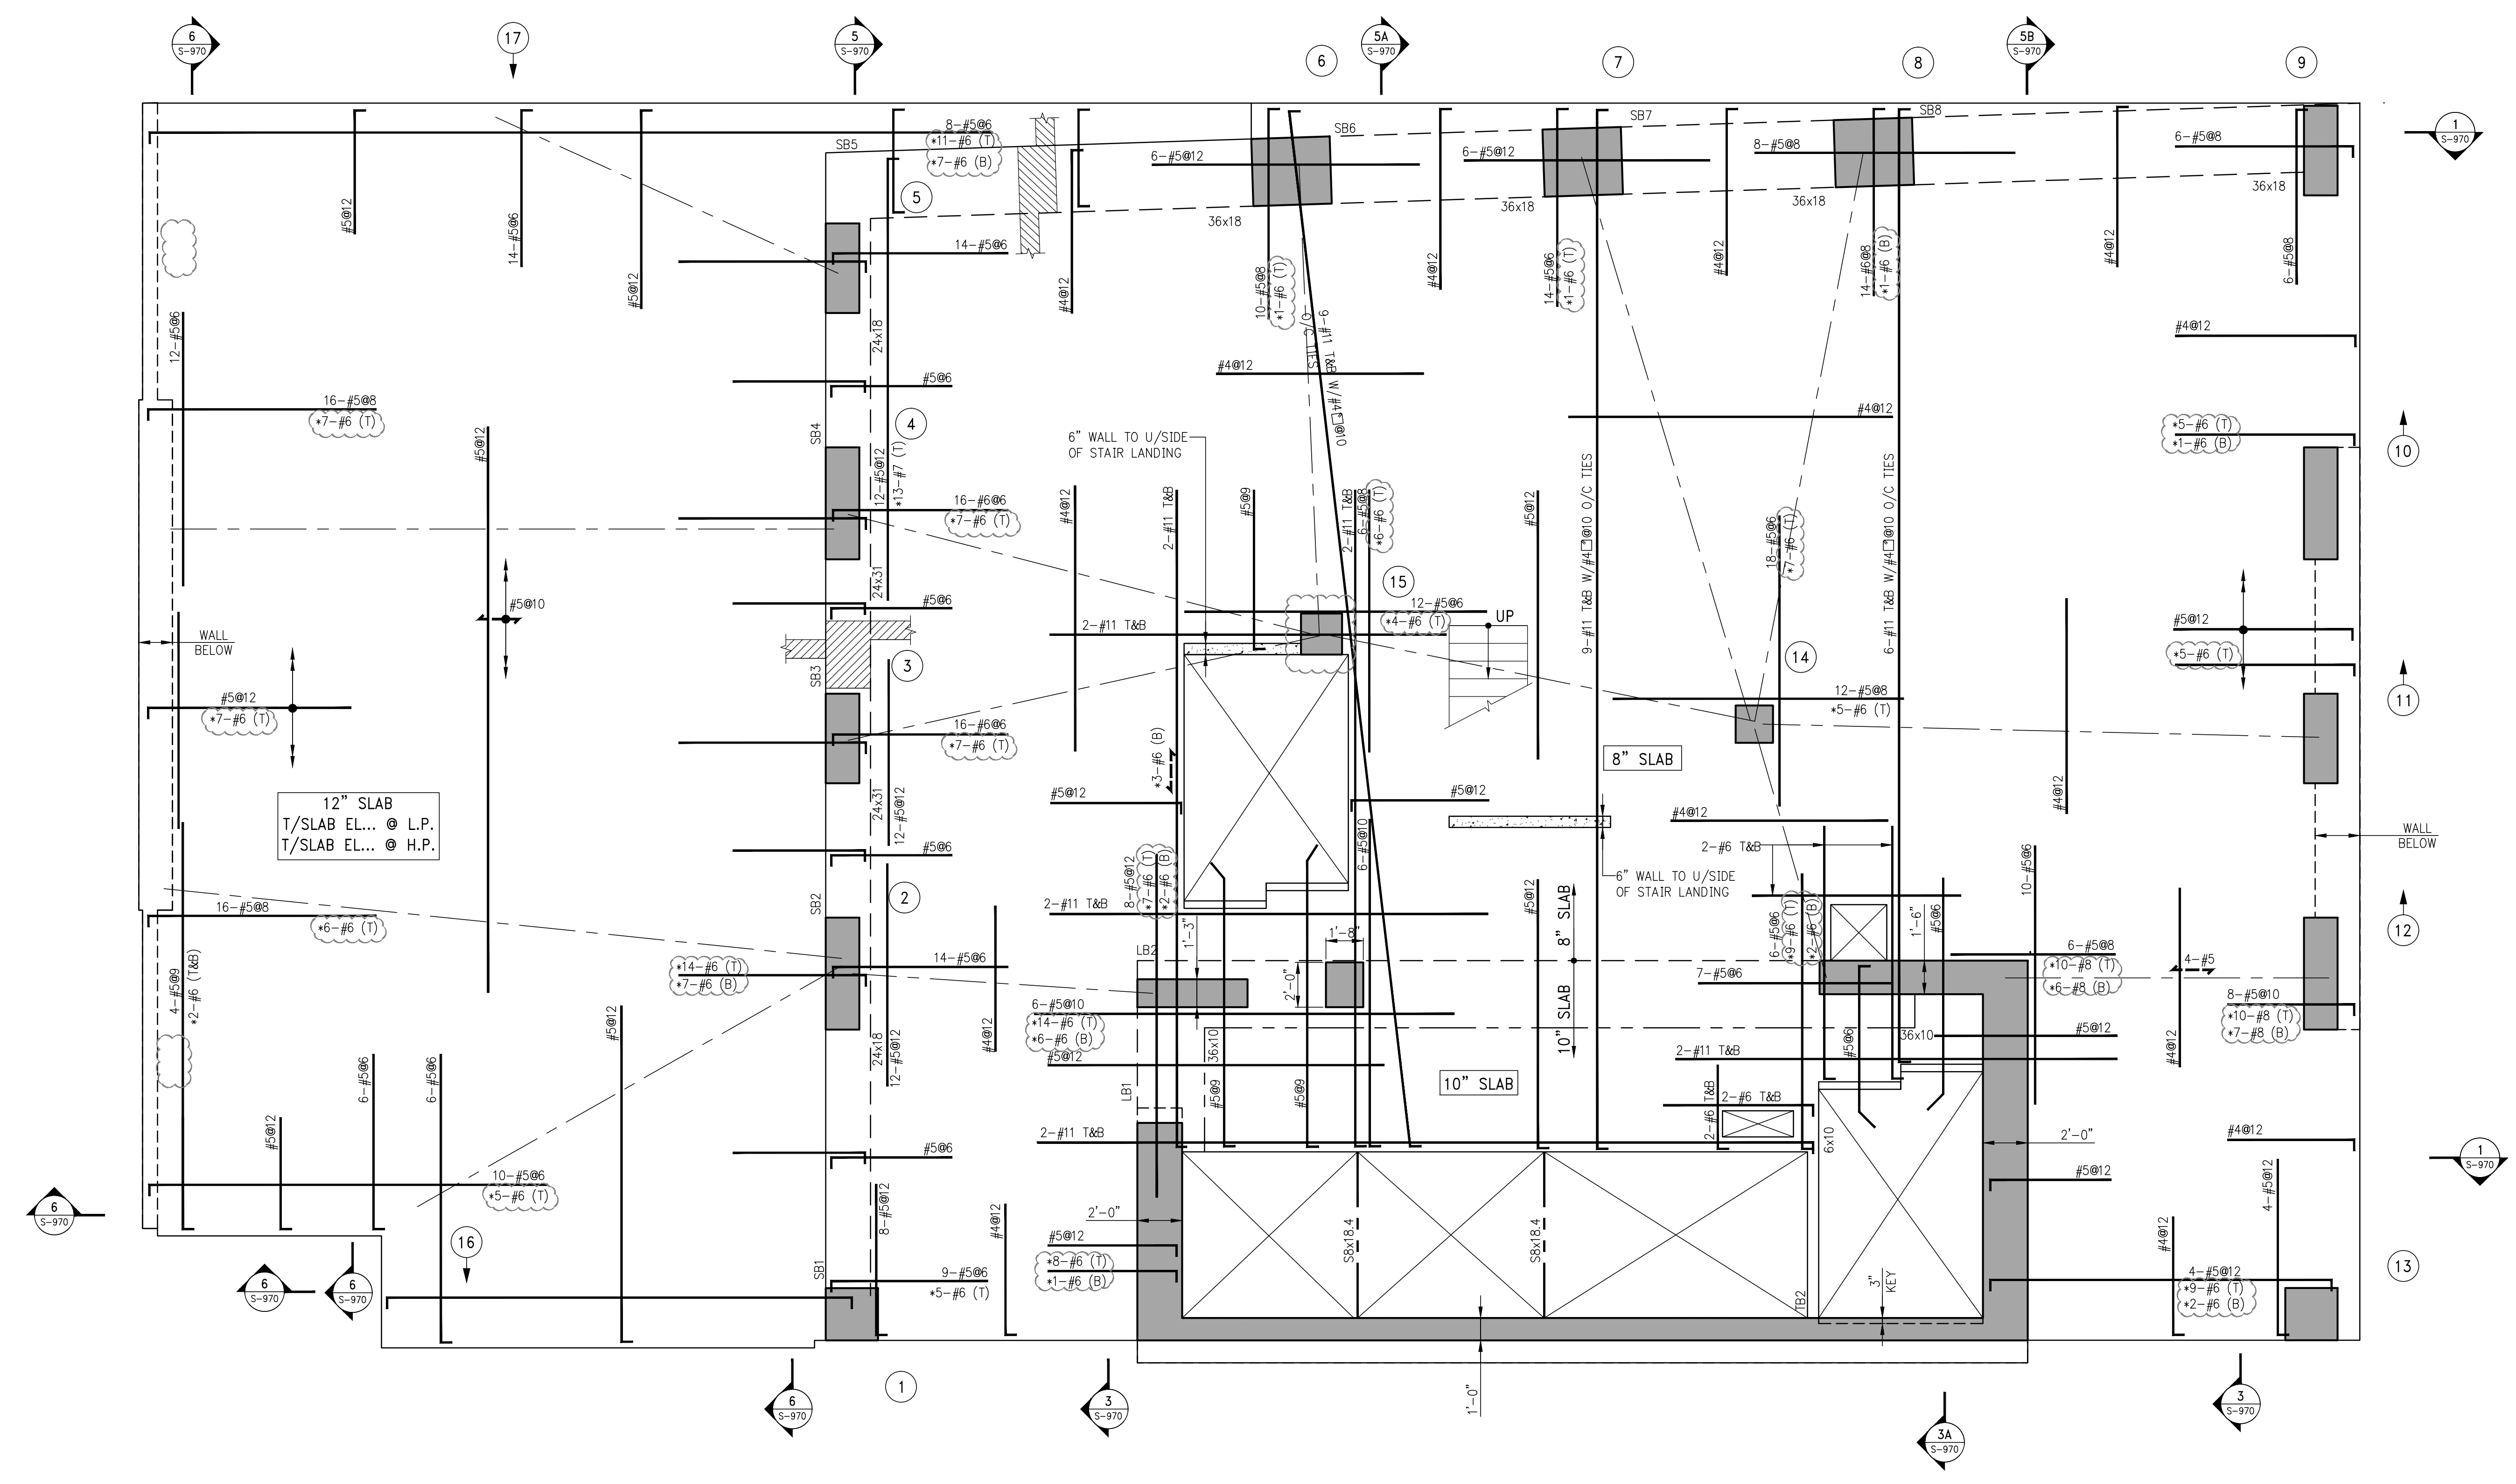 6
S-970
17
5
S-970
6
5A
S-970
7
8
5B
S-970
9
1
S-970
8-#5@6
*11-#6 (T)
*7-#6 (B)
SB5
SB6
SB7
SB8
6-#5@12
6-#5@12
8-#5@8
6-#5@8
36x18
36x18
36x18
36x18
5
#5@12
14-#5@6
#5@12
14-#5@6
#4@12
10-#5@8
*1-#6 (T)
#4@12
14-#5@6
*1-#6 (T)
#4@12
14-#6@8
*1-#6 (B)
#4@12
6-#5@8
12-#5@6
24x18
9-#11 T&B W/#4@10
O/C TIES
#4@12
#4@12
#5@6
16-#5@8
*7-#6 (T)
#4@12
4
SB4
*5-#6 (T)
*1-#6 (B)
10
#5@12
6" WALL TO U/SIDE
OF STAIR LANDING
12-#5@12
*13-#7 (T)
16-#6@6
*7-#6 (T)
#4@12
2-#11 T&B
#5@9
2-#11 T&B
6-#5@8
*6-#6 (T)
#5@12
9-#11 T&B W/#4@10 O/C TIES
18-#5@6
*7-#6 (T)
6-#11 T&B W/#4@10 O/C TIES
24x31
#5@10
#5@6
15
12-#5@6
*4-#6 (T)
UP
2-#11 T&B
#5@12
*5-#6 (T)
WALL
BELOW
SB3
3
14
11
#5@12
*7-#6 (T)
12-#5@8
*5-#6 (T)
16-#6@6
*7-#6 (T)
*3-#6 (B)
8" SLAB
12" SLAB
T/SLAB EL... @ L.P.
T/SLAB EL... @ H.P.
24x31
12-#5@12
#5@12
#5@12
#4@12
#4@12
6-#5@10
WALL
BELOW
#5@6
2-#6 T&B
10-#5@6
8-#5@12
*7-#6 (T)
*2-#6 (B)
6" WALL TO U/SIDE
OF STAIR LANDING
2
SB2
16-#5@8
*6-#6 (T)
2-#11 T&B
#5@12
8" SLAB
10" SLAB
6-#5@6
*9-#6 (T)
*2-#6 (B)
1'-6"
#5@6
12
1'-3"
1'-8"
2'-0"
LB2
14-#5@6
*14-#6 (T)
*7-#6 (B)
7-#5@6
6-#5@8
*10-#8 (T)
*6-#8 (B)
4-#5
4-#5@9
*2-#6 (T&B)
#5@12
6-#5@10
*14-#6 (T)
*6-#6 (B)
#5@12
8-#5@10
*10-#8 (T)
*7-#8 (B)
24x18
12-#5@12
#4@12
36x10
#5@6
36x10
#5@12
#4@12
2-#11 T&B
10" SLAB
LB1
6-#5@6
6-#5@6
#5@12
#5@9
#5@9
2-#6 T&B
2-#6 T&B
2-#11 T&B
#5@6
6x10
2'-0"
#4@12
10-#5@6
*5-#6 (T)
#5@12
1
S-970
8-#5@12
#4@12
2'-0"
4-#5@12
#4@12
6
S-970
16
#5@12
*8-#6 (T)
*1-#6 (B)
S8x18.4
S8x18.4
SB1
9-#5@6
*5-#6 (T)
TB2
3"
KEY
4-#5@12
*9-#6 (T)
*2-#6 (B)
13
6
S-970
6
S-970
1
1'-0"
6
S-970
3
S-970
3A
S-970
3
S-970